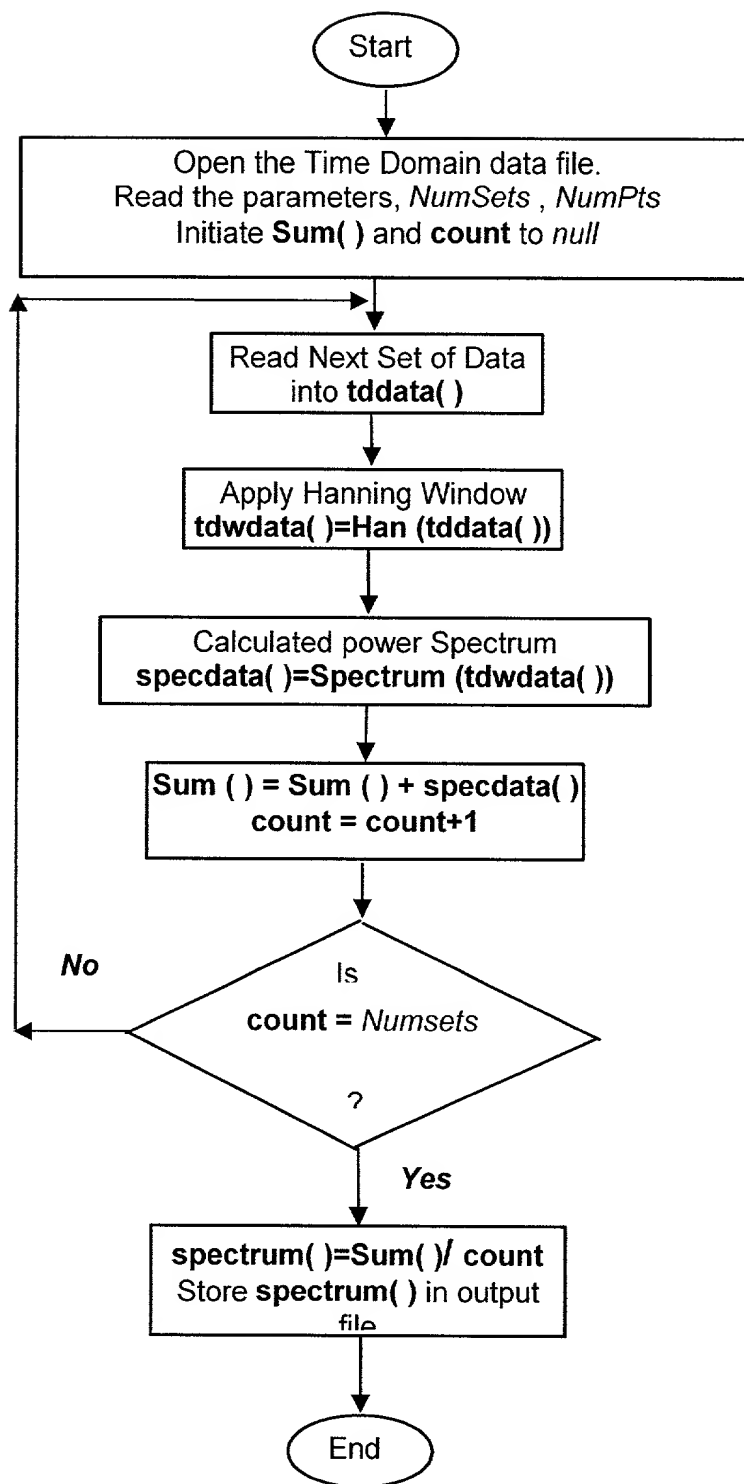 Start
Open the Time Domain data file.
Read the parameters, NumSets , NumPts
Initiate Sum( ) and count to null
Read Next Set of Data
into tddata( )
Apply Hanning Window
tdwdata( )=Han (tddata( ))
Calculated power Spectrum
specdata( )=Spectrum (tdwdata( ))
Sum ( ) = Sum ( ) + specdata( )
count = count+1
No
Is
count = Numsets
?
Yes
spectrum( )=Sum( )/ count
Store spectrum( ) in output
file
End